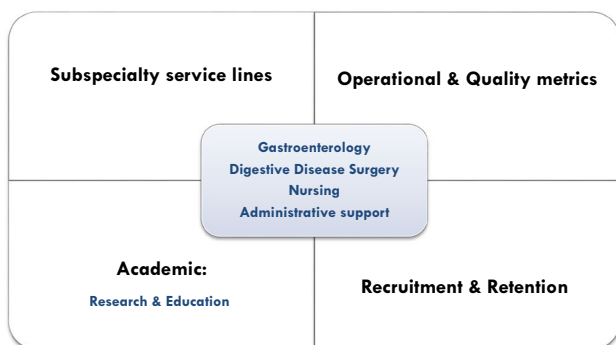 Subspecialty service lines
Operational & Quality metrics
Gastroenterology
Digestive Disease Surgery
Nursing
Administrative support
Academic:
Research & Education
Recruitment & Retention